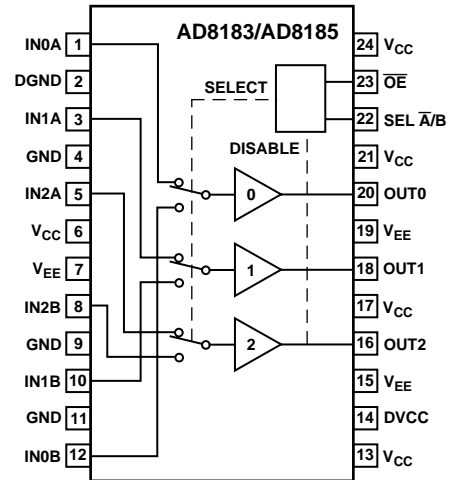 AD8183/AD8185
IN0A 1
DGND 2
IN1A 3
GND 4
IN2A 5
VCC 6
VEE 7
IN2B 8
GND 9
IN1B 10
GND 11
IN0B 12
SELECT
DISABLE
0
1
2
24 VCC
23 O̅E̅
22 SEL A̅/B
21 VCC
20 OUT0
19 VEE
18 OUT1
17 VCC
16 OUT2
15 VEE
14 DVCC
13 VCC